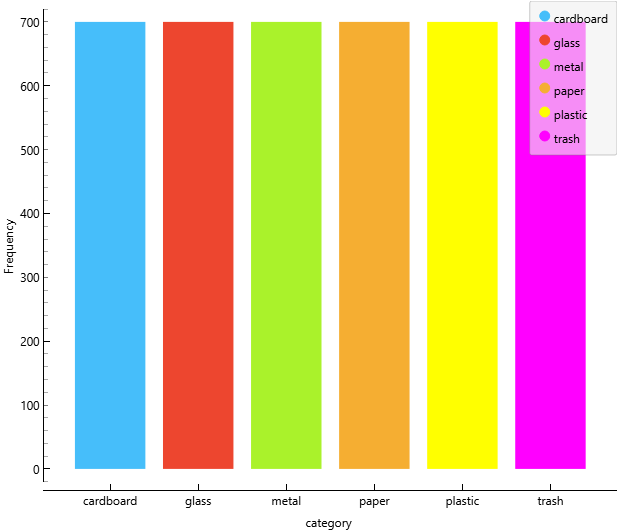 700
600
500
400
300
200
100
0
Frequency
cardboard
glass
metal
paper
plastic
trash
cardboard glass metal paper plastic trash
category